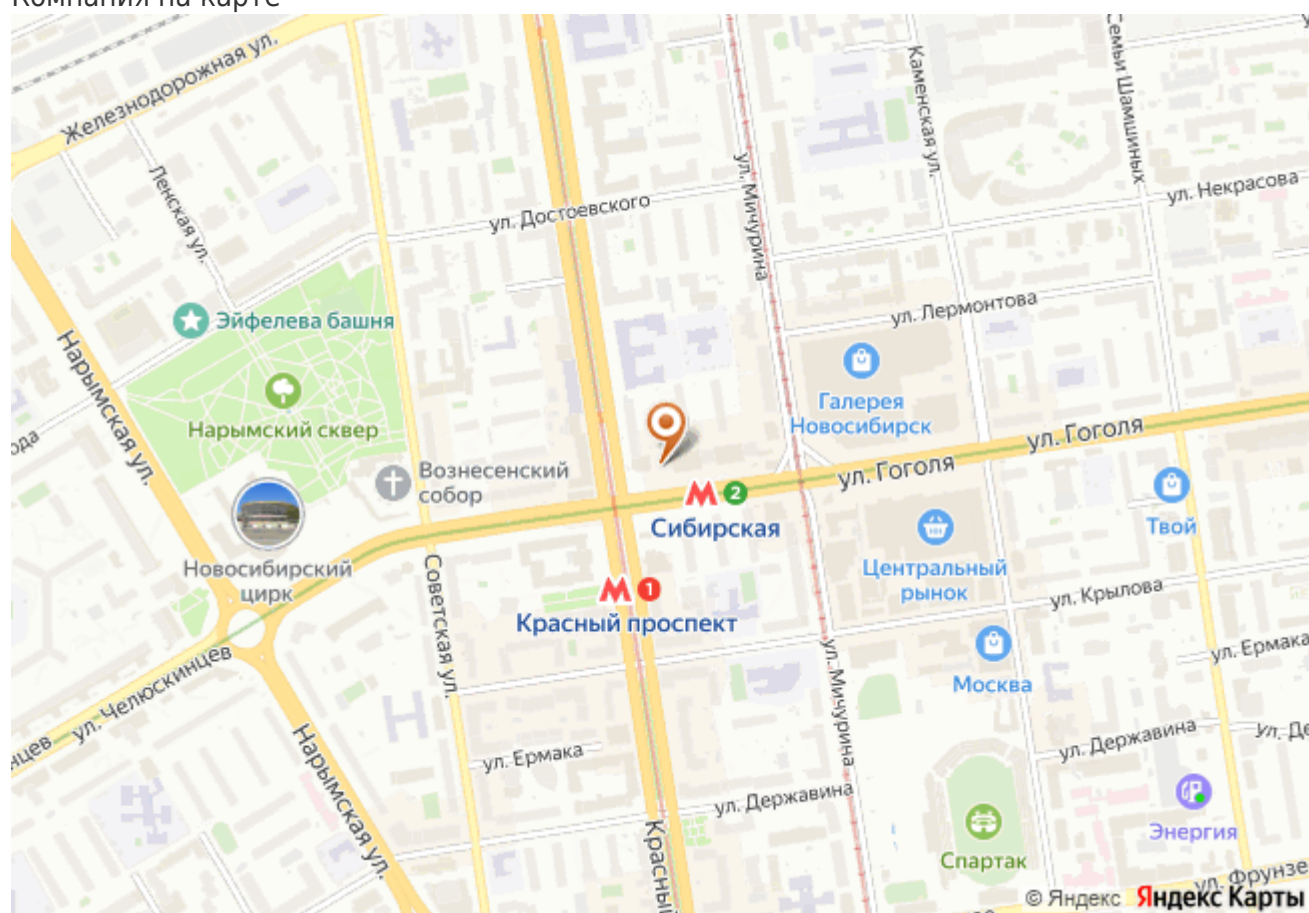 Компания на карте
Железнодорожная ул.
Ленская ул.
Каменская ул.
Семьи Шамшиных
ул. Мичурина
ул. Некрасова
ул. Достоевского
Эйфелева башня
ул. Лермонтова
Нарымская ул.
Нарымский сквер
Галерея
Новосибирск
ул. Гоголя
ул. Гоголя
Вознесенский
собор
2
Сибирская
Твой
Новосибирский
цирк
Центральный
рынок
1
Красный проспект
Советская ул.
ул. Крылова
ул. Ермака
ул. Челюскинцев
Москва
ул. Мичурина
Нарымская ул.
ул. Ермака
ул. Державина
ул. Державина
Энергия
Спартак
Красный
ул. Фрунзе
© Яндекс Яндекс Карты